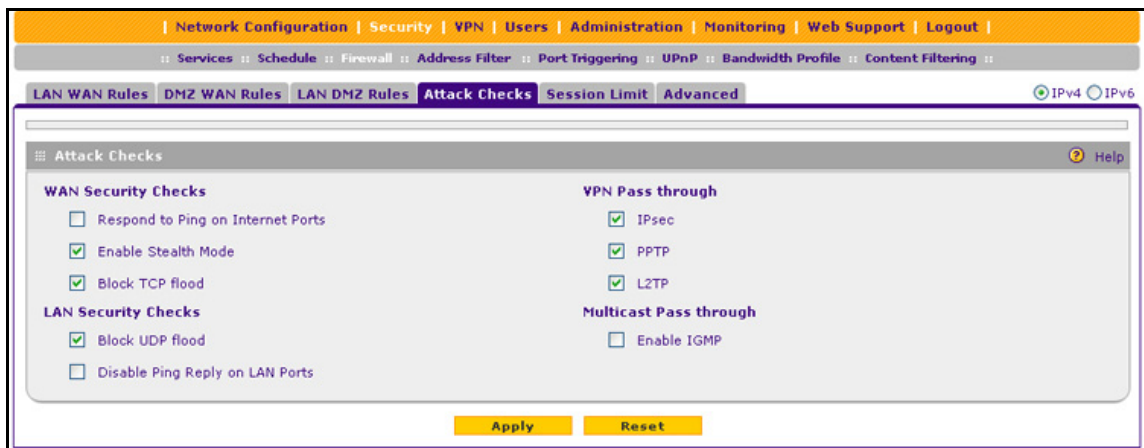 | Network Configuration | Security | VPN | Users | Administration | Monitoring | Web Support | Logout |
:: Services :: Schedule :: Firewall :: Address Filter :: Port Triggering :: UPnP :: Bandwidth Profile :: Content Filtering ::
LAN WAN Rules DMZ WAN Rules LAN DMZ Rules Attack Checks Session Limit Advanced IPv4 IPv6
Attack Checks ? Help
WAN Security Checks
Respond to Ping on Internet Ports
Enable Stealth Mode
Block TCP flood
LAN Security Checks
Block UDP flood
Disable Ping Reply on LAN Ports
VPN Pass through
IPsec
PPTP
L2TP
Multicast Pass through
Enable IGMP
Apply Reset